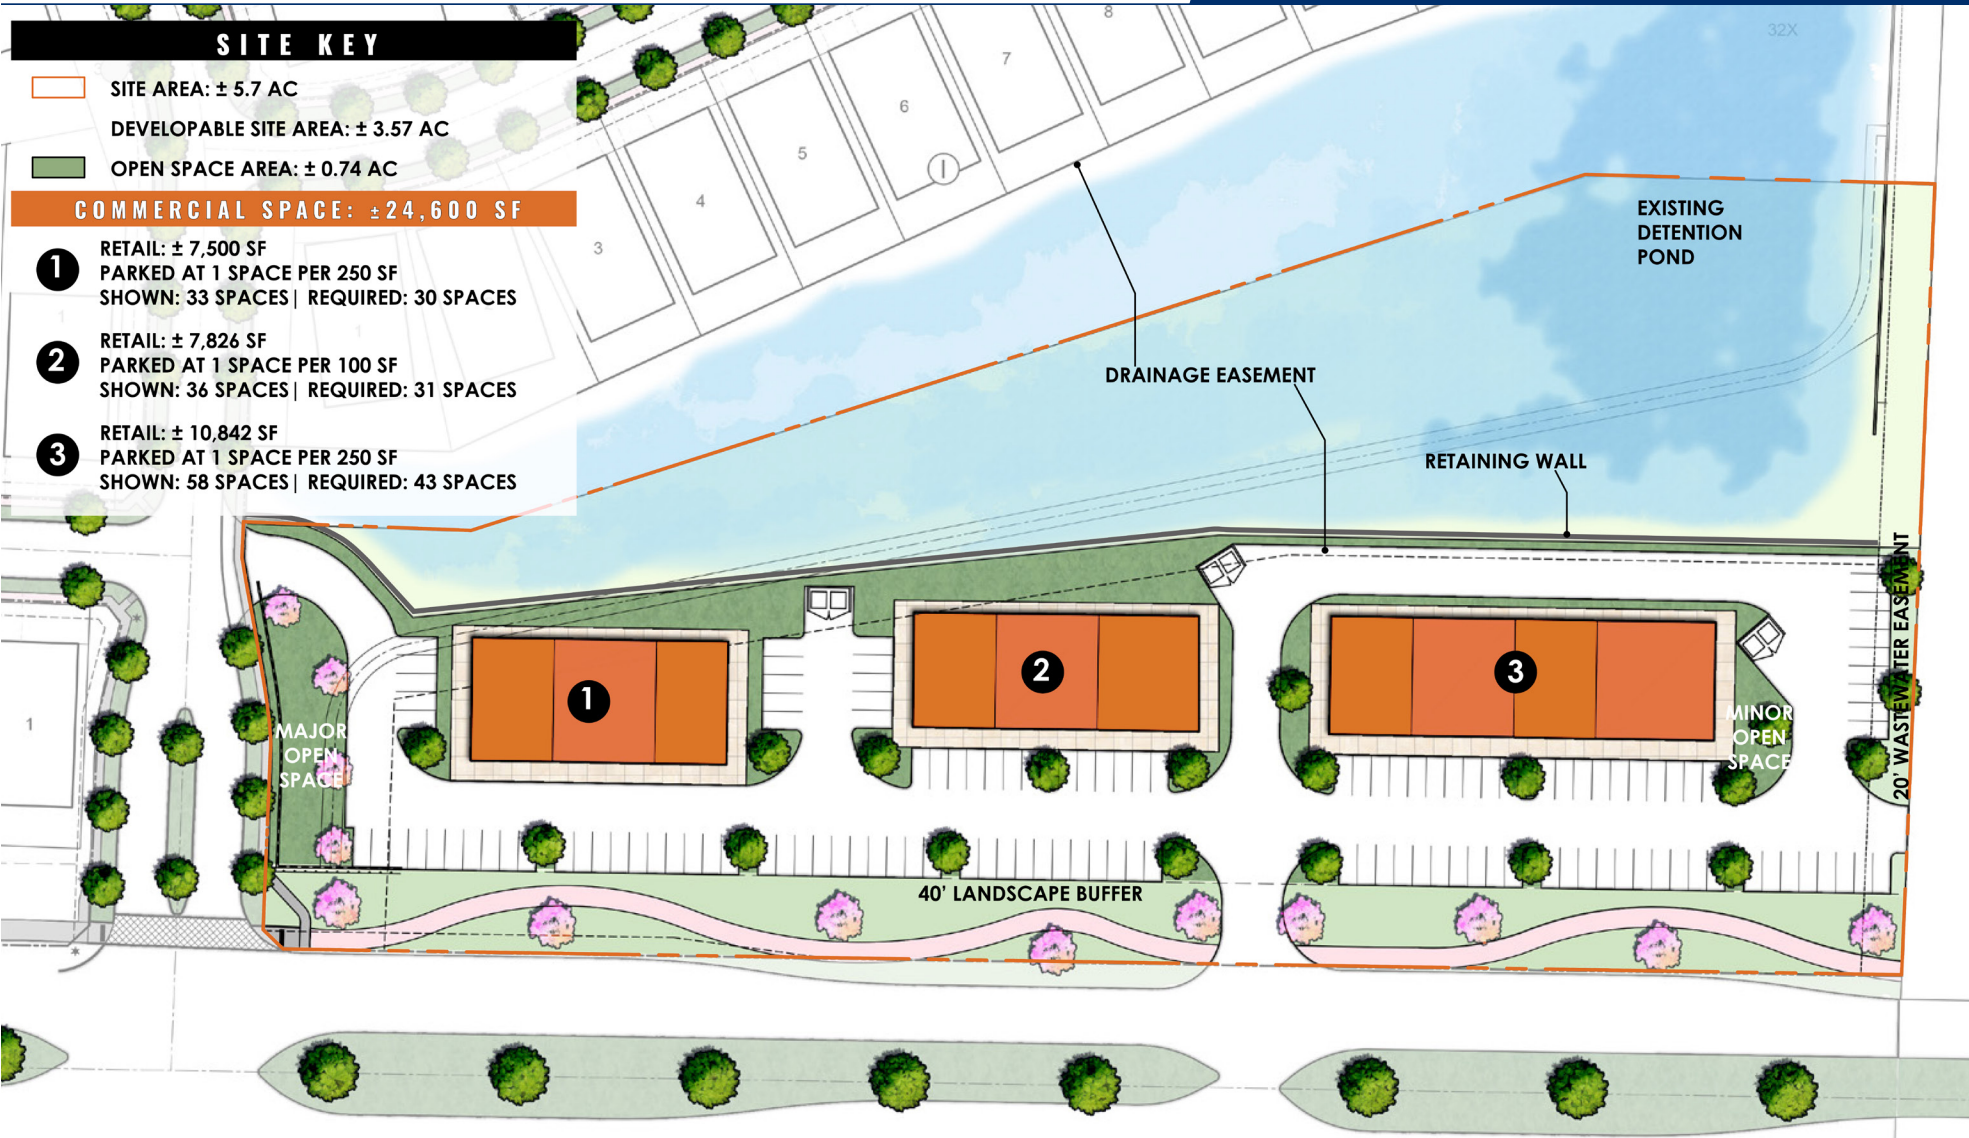 SITE KEY
SITE AREA: ± 5.7 AC
DEVELOPABLE SITE AREA: ± 3.57 AC
OPEN SPACE AREA: ± 0.74 AC
COMMERCIAL SPACE: ±24,600 SF
1
RETAIL: ± 7,500 SF
PARKED AT 1 SPACE PER 250 SF
SHOWN: 33 SPACES| REQUIRED: 30 SPACES
2
RETAIL: ± 7,826 SF
PARKED AT 1 SPACE PER 100 SF
SHOWN: 36 SPACES| REQUIRED: 31 SPACES
3
RETAIL: ± 10,842 SF
PARKED AT 1 SPACE PER 250 SF
SHOWN: 58 SPACES| REQUIRED: 43 SPACES
1
1
3
4
5
6
7
8
I
32X
EXISTING
DETENTION
POND
DRAINAGE EASEMENT
RETAINING WALL
20' WASTEWATER EASEMENT
1
2
3
MAJOR
OPEN
SPACE
MINOR
OPEN
SPACE
40' LANDSCAPE BUFFER
1